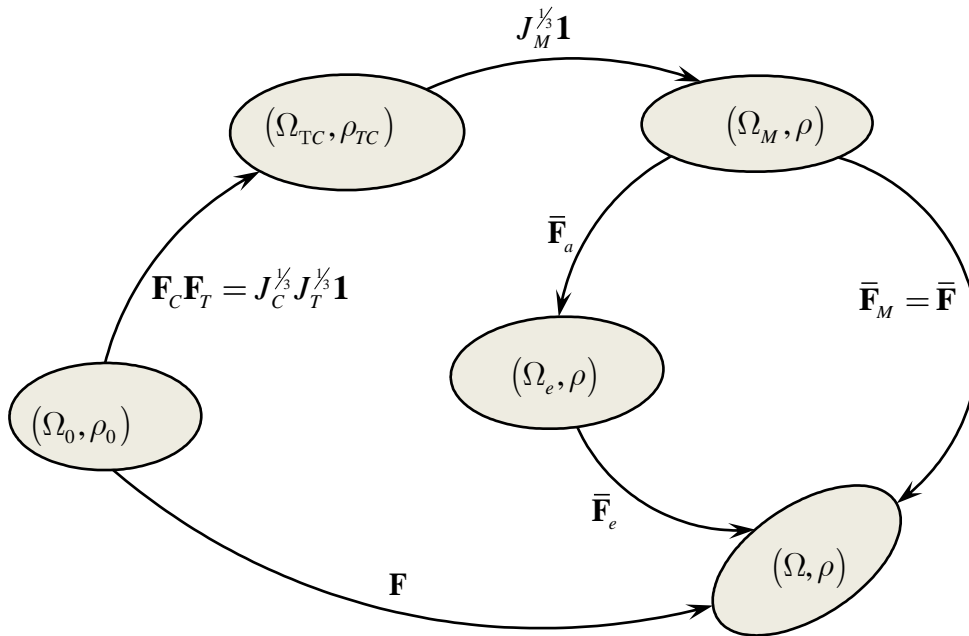 J_M^{1/3} 𝟏
(Ω_TC, ρ_TC)
(Ω_M, ρ)
F̄_a
F_C F_T = J_C^{1/3} J_T^{1/3} 𝟏
F̄_M = F̄
(Ω_e, ρ)
(Ω_0, ρ_0)
F̄_e
(Ω, ρ)
F